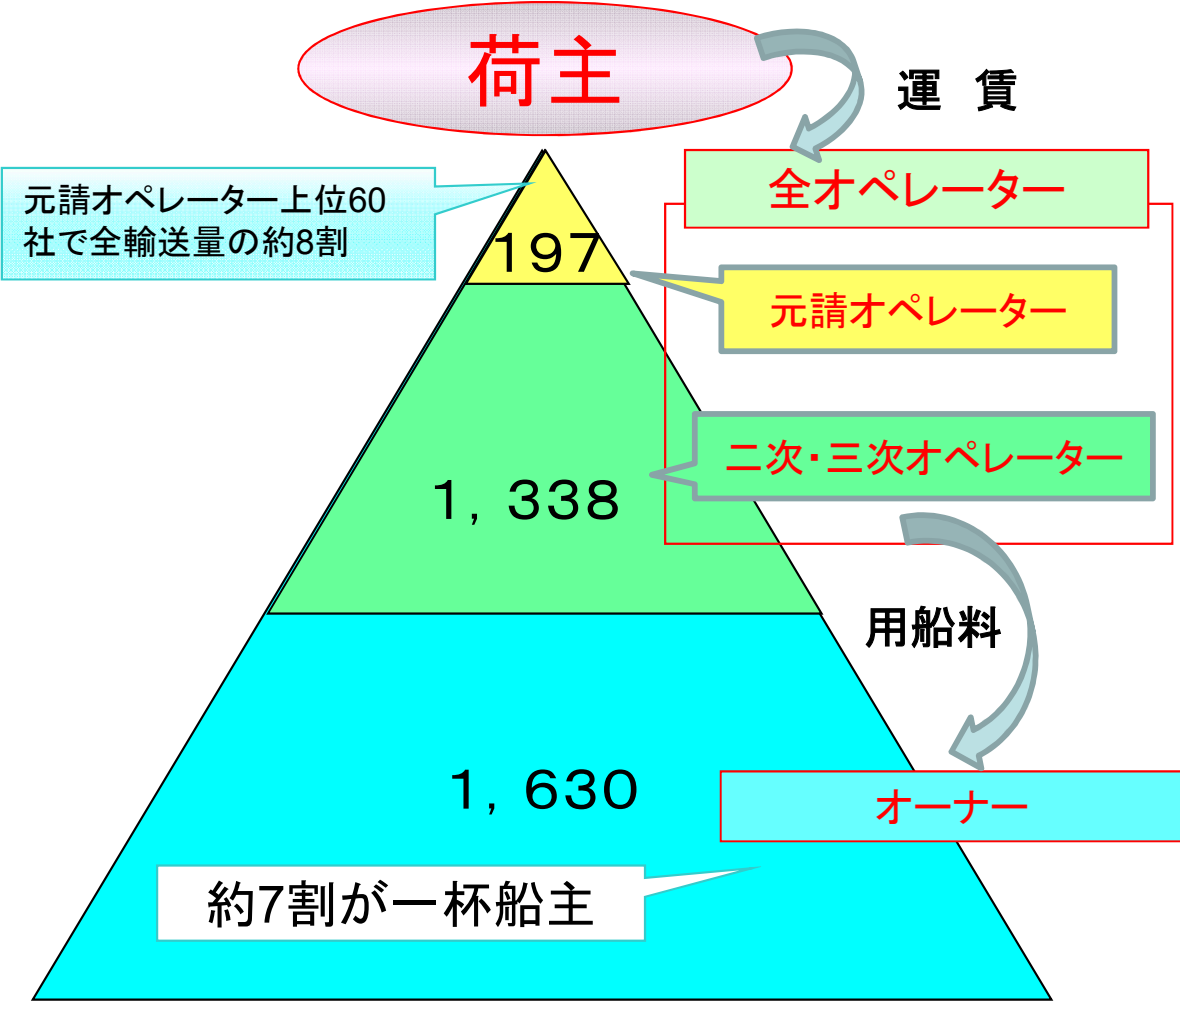 荷主
運　賃
全オペレーター
元請オペレーター上位60
社で全輸送量の約8割
197
元請オペレーター
二次・三次オペレーター
1，338
用船料
1，630
オーナー
約7割が一杯船主